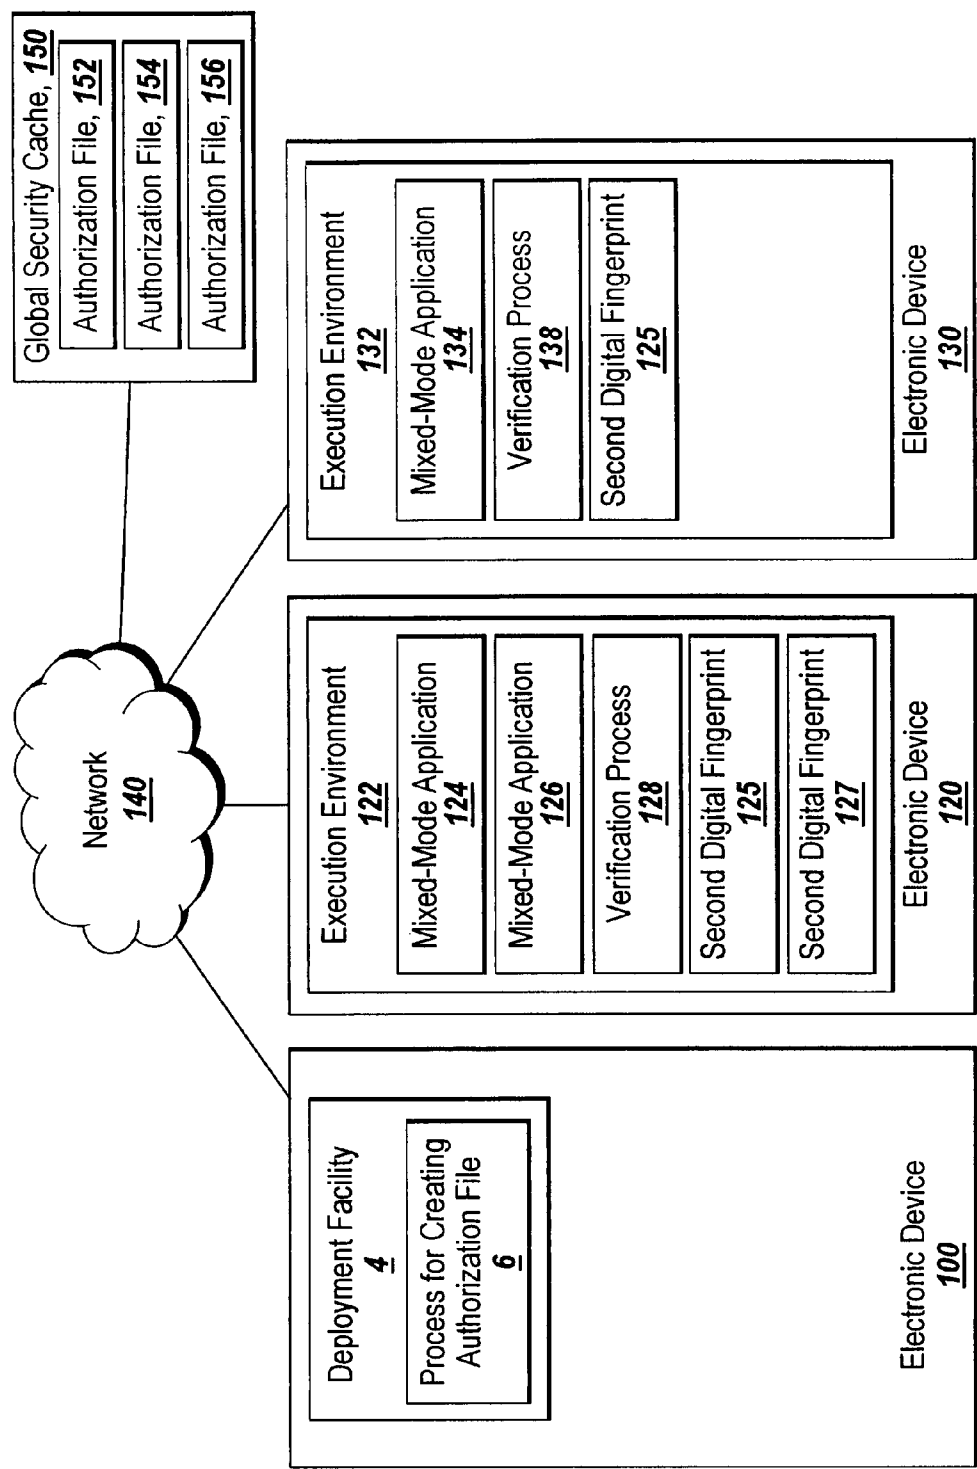 Network
140
Global Security Cache, 150
Authorization File, 152
Authorization File, 154
Authorization File, 156
Deployment Facility
4
Process for Creating
Authorization File
6
Electronic Device
100
Execution Environment
122
Mixed-Mode Application
124
Mixed-Mode Application
126
Verification Process
128
Second Digital Fingerprint
125
Second Digital Fingerprint
127
Electronic Device
120
Execution Environment
132
Mixed-Mode Application
134
Verification Process
138
Second Digital Fingerprint
125
Electronic Device
130